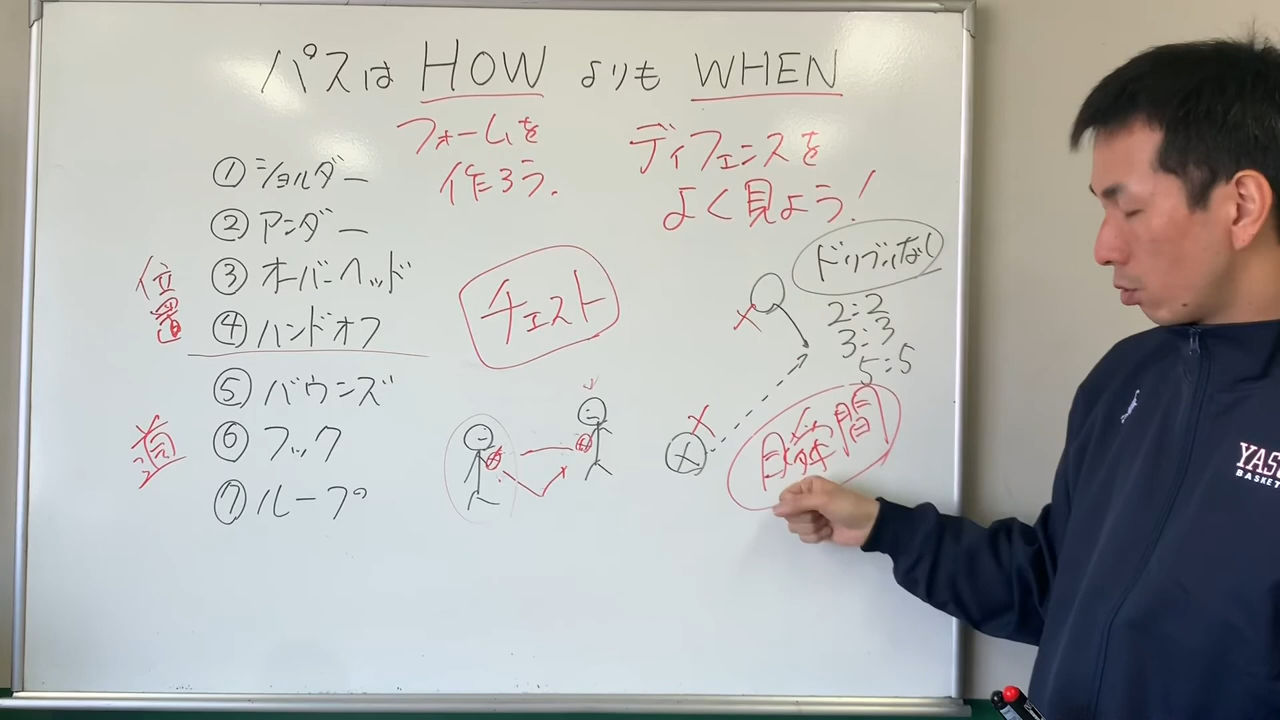 パスは HOW よりも WHEN
フォームを
作ろう.
ディフェンスを
よく見よう!
① ショルダー
② アンダー
③ オーバーヘッド
④ ハンドオフ
位置
⑤ バウンズ
⑥ フック
⑦ ループ
道
チェスト
ドリブルなし
2:2
3:3
5:5
瞬間
BASKET